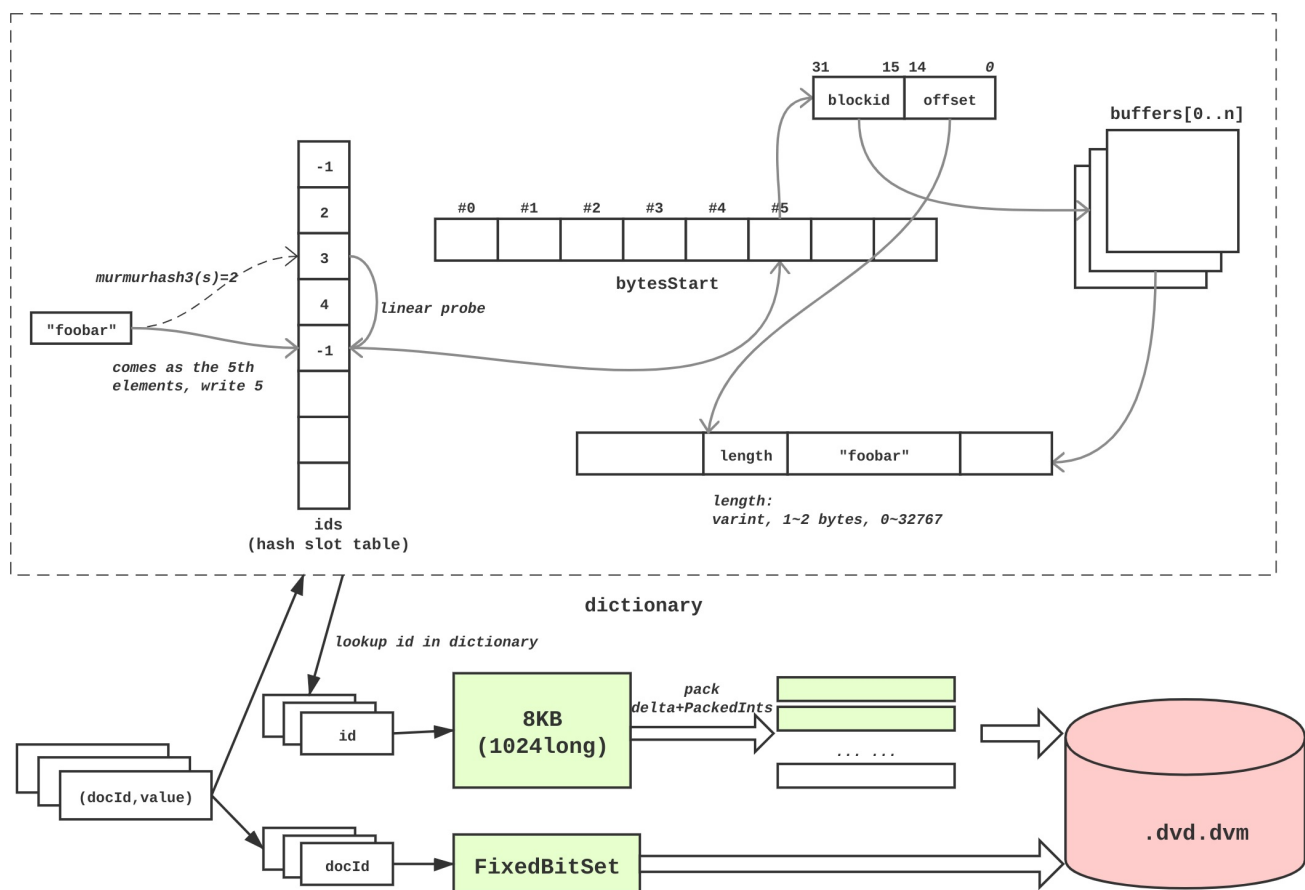 31 15 14 0
blockid offset
buffers[0..n]
-1
2
#0 #1 #2 #3 #4 #5
murmurhash3(s)=2
3
bytesStart
4
linear probe
"foobar"
-1
comes as the 5th
elements, write 5
length "foobar"
length:
varint, 1~2 bytes, 0~32767
ids
(hash slot table)
dictionary
lookup id in dictionary
pack
delta+PackedInts
8KB
(1024long)
id
... ...
(docId,value)
.dvd.dvm
docId
FixedBitSet